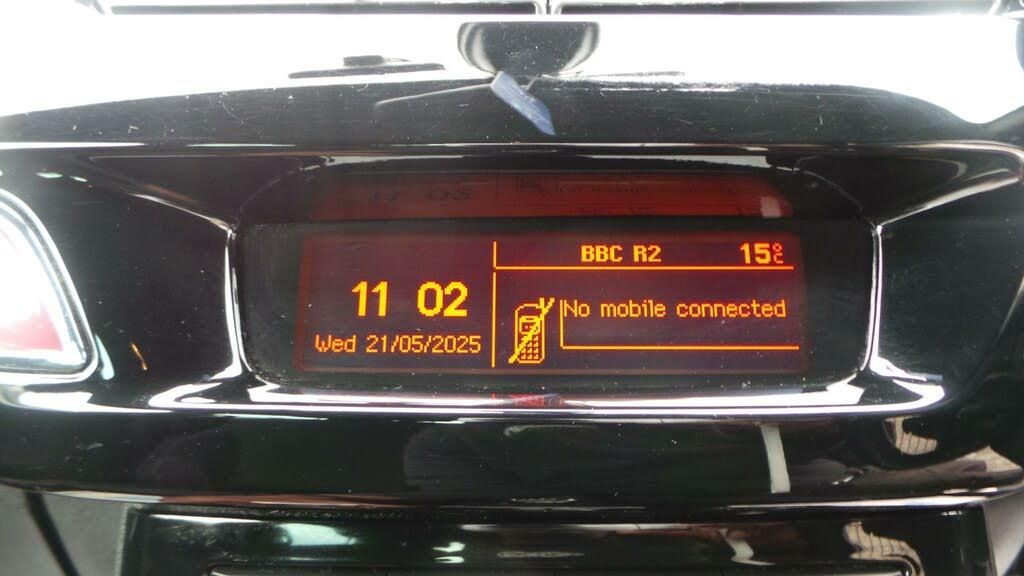 BBC R2 15°C
11 02
No mobile connected
Wed 21/05/2025